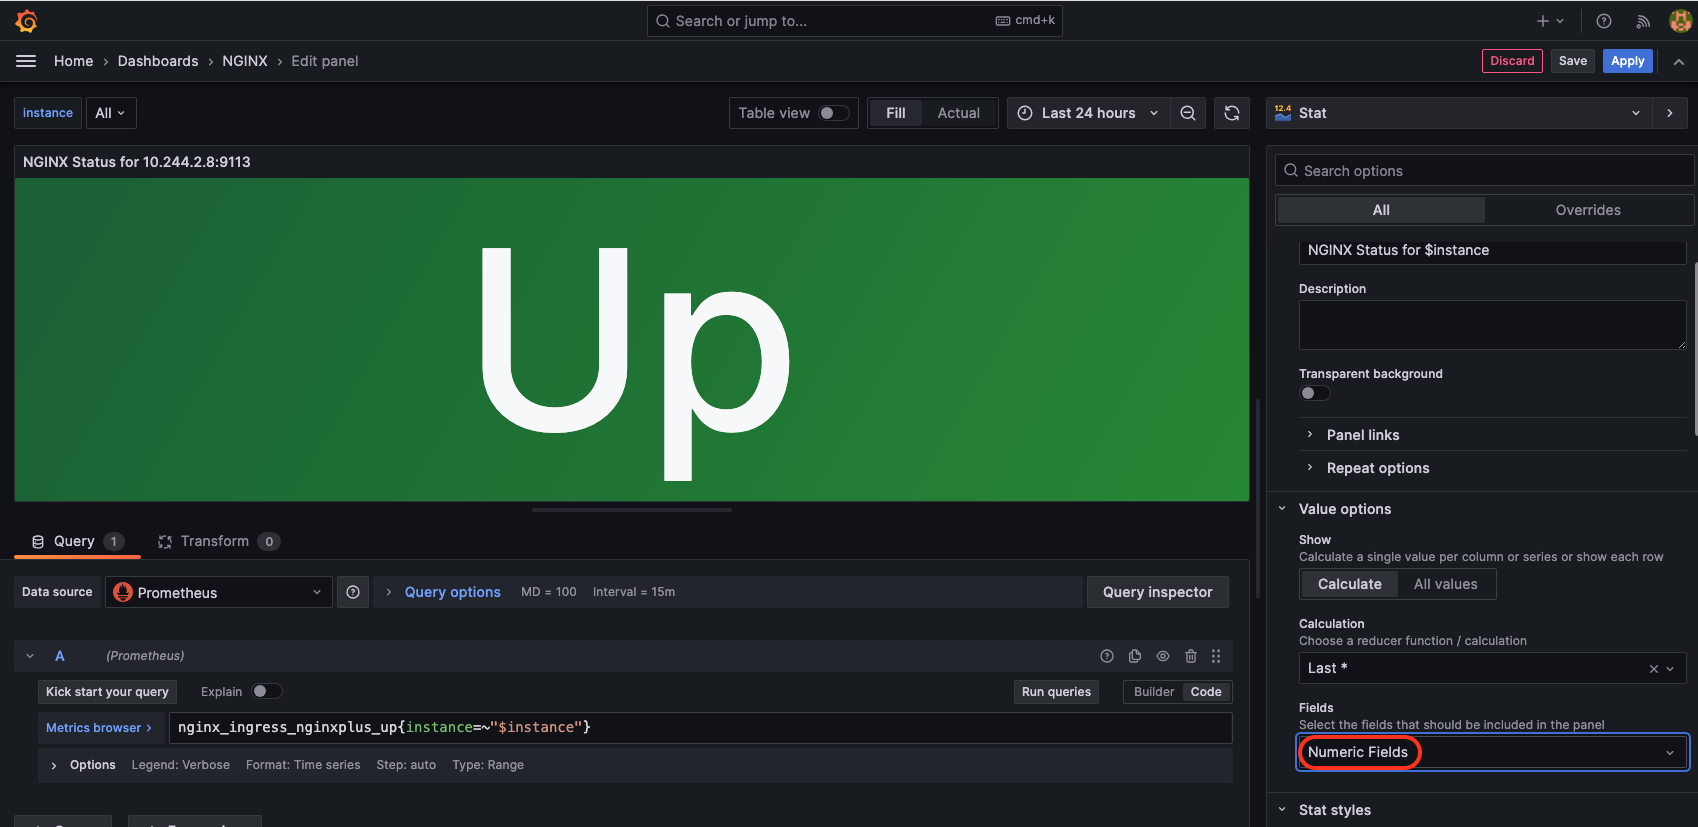 Search or jump to...
cmd+k
Home › Dashboards › NGINX › Edit panel
Discard
Save
Apply
instance
All
Table view
Fill
Actual
Last 24 hours
12.4
Stat
NGINX Status for 10.244.2.8:9113
Up
Search options
All
Overrides
NGINX Status for $instance
Description
Transparent background
Panel links
Repeat options
Value options
Show
Calculate a single value per column or series or show each row
Calculate
All values
Calculation
Choose a reducer function / calculation
Last *
Fields
Select the fields that should be included in the panel
Numeric Fields
Stat styles
Query 1
Transform 0
Data source
Prometheus
Query options
MD = 100
Interval = 15m
Query inspector
A
(Prometheus)
Kick start your query
Explain
Run queries
Builder
Code
Metrics browser >
nginx_ingress_nginxplus_up{instance=~"$instance"}
Options
Legend: Verbose
Format: Time series
Step: auto
Type: Range